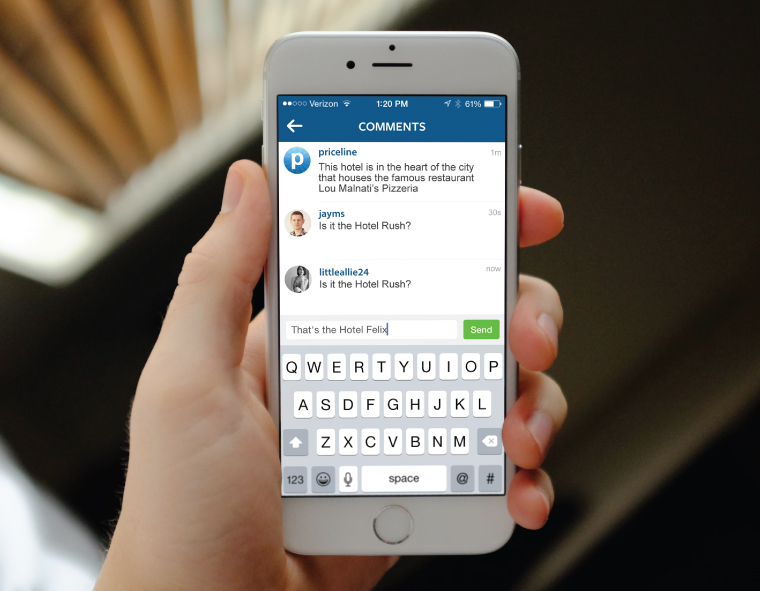 Verizon 1:20 PM 61%
COMMENTS
p
priceline 1m
This hotel is in the heart of the city
that houses the famous restaurant
Lou Malnati's Pizzeria
jayms 30s
Is it the Hotel Rush?
littleallie24 now
Is it the Hotel Rush?
That's the Hotel Felix Send
Q W E R T Y U I O P
A S D F G H J K L
Z X C V B N M
123 space @ #